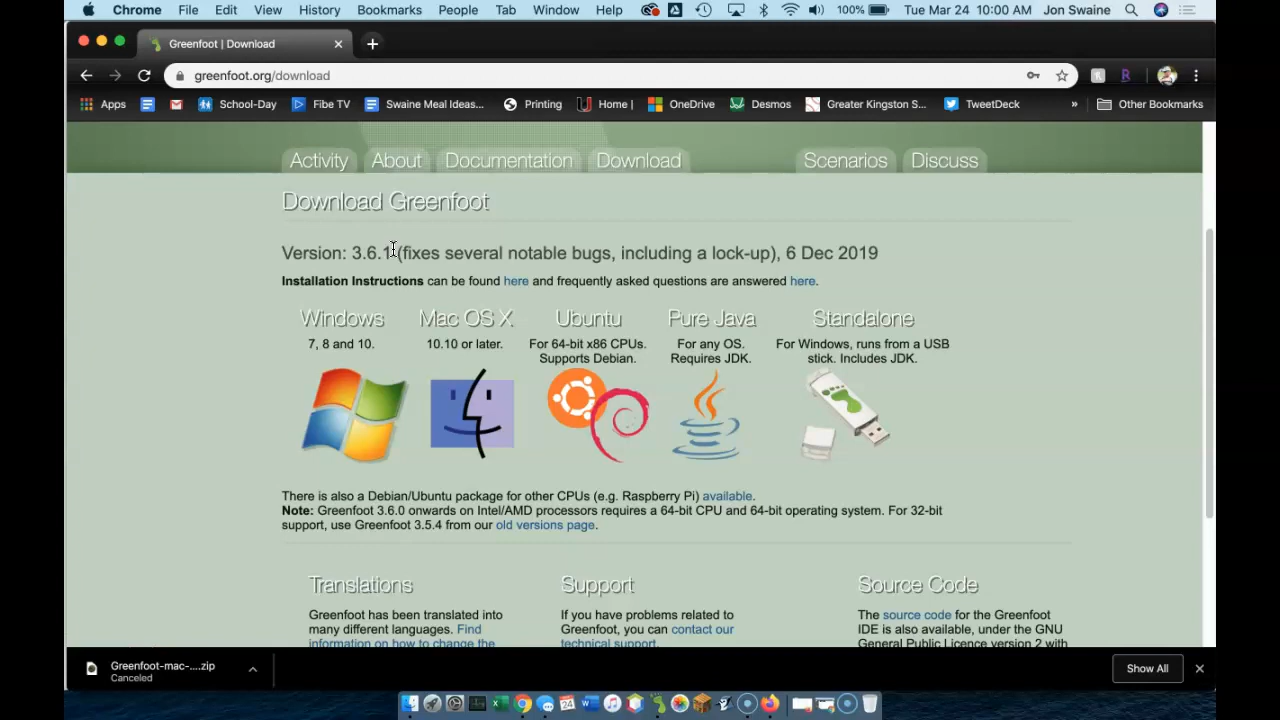 Chrome File Edit View History Bookmarks People Tab Window Help 100% Tue Mar 24 10:00 AM Jon Swaine
Greenfoot | Download
greenfoot.org/download
Apps School-Day Fibe TV Swaine Meal Ideas... Printing Home | OneDrive Desmos Greater Kingston S... TweetDeck » Other Bookmarks
Activity About Documentation Download Scenarios Discuss
Download Greenfoot
Version: 3.6.1 (fixes several notable bugs, including a lock-up), 6 Dec 2019
Installation Instructions can be found here and frequently asked questions are answered here.
Windows Mac OS X Ubuntu Pure Java Standalone
7, 8 and 10. 10.10 or later. For 64-bit x86 CPUs. For any OS. For Windows, runs from a USB
Supports Debian. Requires JDK. stick. Includes JDK.
There is also a Debian/Ubuntu package for other CPUs (e.g. Raspberry Pi) available.
Note: Greenfoot 3.6.0 onwards on Intel/AMD processors requires a 64-bit CPU and 64-bit operating system. For 32-bit
support, use Greenfoot 3.5.4 from our old versions page.
Translations Support Source Code
Greenfoot has been translated into If you have problems related to The source code for the Greenfoot
many different languages. Find Greenfoot, you can contact our IDE is also available, under the GNU
information on how to change the technical support. General Public Licence version 2 with
Greenfoot-mac-....zip
Canceled
Show All